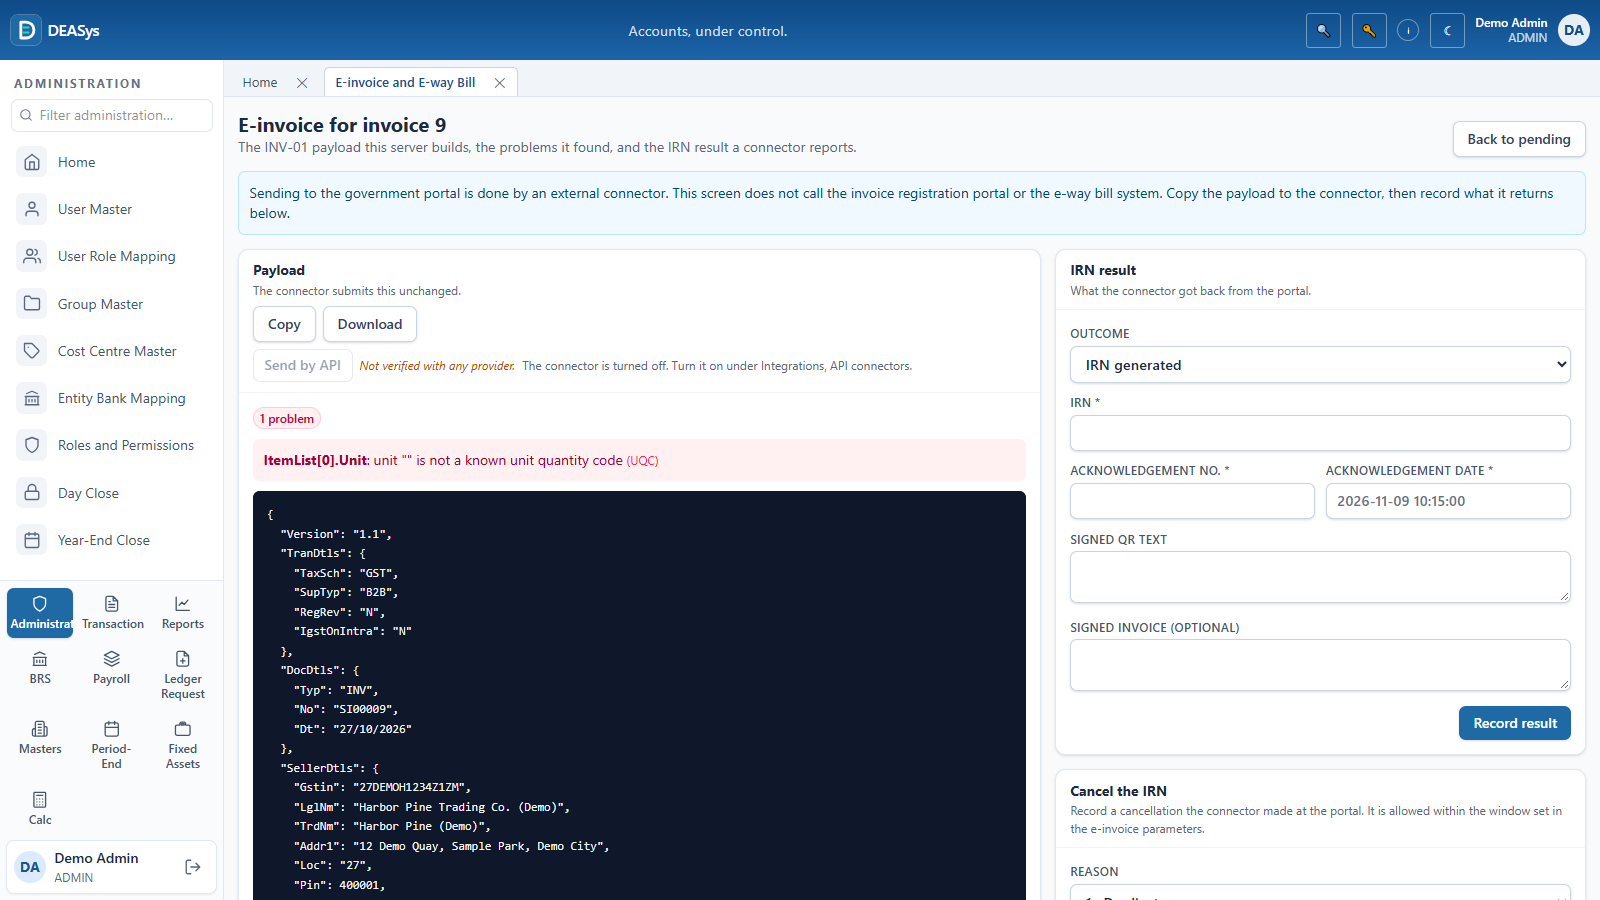 DEASys
Accounts, under control.
Demo Admin
ADMIN
DA
ADMINISTRATION
Filter administration...
Home
User Master
User Role Mapping
Group Master
Cost Centre Master
Entity Bank Mapping
Roles and Permissions
Day Close
Year-End Close
Administrat
Transaction
Reports
BRS
Payroll
Ledger
Request
Masters
Period-
End
Fixed
Assets
Calc
DA
Demo Admin
ADMIN
Home
E-invoice and E-way Bill
E-invoice for invoice 9
The INV-01 payload this server builds, the problems it found, and the IRN result a connector reports.
Back to pending
Sending to the government portal is done by an external connector. This screen does not call the invoice registration portal or the e-way bill system. Copy the payload to the connector, then record what it returns
below.
Payload
The connector submits this unchanged.
Copy
Download
Send by API
Not verified with any provider. The connector is turned off. Turn it on under Integrations, API connectors.
1 problem
ItemList[0].Unit: unit "" is not a known unit quantity code (UQC)
{
"Version": "1.1",
"TranDtls": {
"TaxSch": "GST",
"SupTyp": "B2B",
"RegRev": "N",
"IgstOnIntra": "N"
},
"DocDtls": {
"Typ": "INV",
"No": "SI00009",
"Dt": "27/10/2026"
},
"SellerDtls": {
"Gstin": "27DEMOH1234Z1ZM",
"LglNm": "Harbor Pine Trading Co. (Demo)",
"TrdNm": "Harbor Pine (Demo)",
"Addr1": "12 Demo Quay, Sample Park, Demo City",
"Loc": "27",
"Pin": 400001,
IRN result
What the connector got back from the portal.
OUTCOME
IRN generated
IRN *
ACKNOWLEDGEMENT NO. *
ACKNOWLEDGEMENT DATE *
2026-11-09 10:15:00
SIGNED QR TEXT
SIGNED INVOICE (OPTIONAL)
Record result
Cancel the IRN
Record a cancellation the connector made at the portal. It is allowed within the window set in
the e-invoice parameters.
REASON